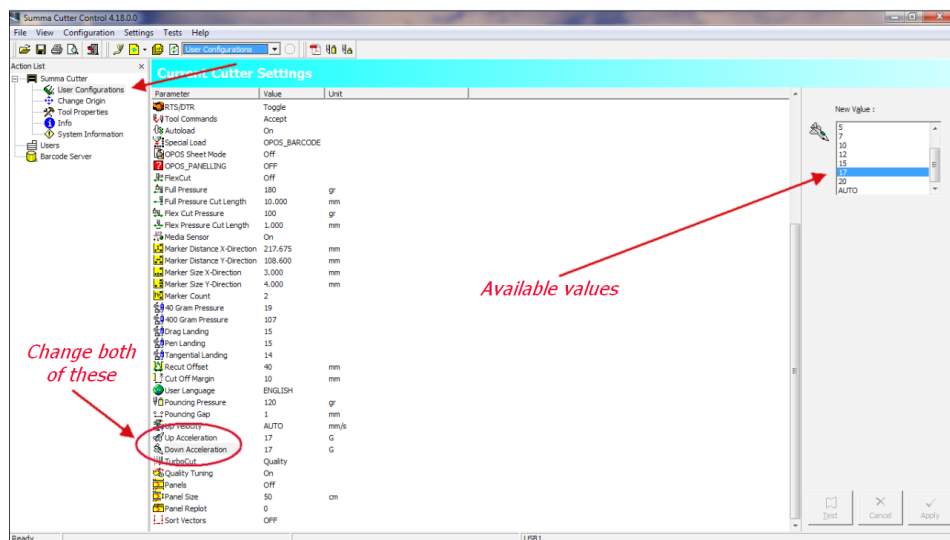 Summa Cutter Control 4.18.0.0
File View Configuration Settings Tests Help
User Configurations
Action List
Summa Cutter
User Configurations
Change Origin
Tool Properties
Info
System Information
Users
Barcode Server
Current Cutter Settings
Parameter Value Unit
RTS/DTR Toggle
Tool Commands Accept
Autoload On
Special Load OPOS_BARCODE
OPOS Sheet Mode Off
OPOS_PANELLING OFF
FlexCut Off
Full Pressure 180 gr
Full Pressure Cut Length 10.000 mm
Flex Cut Pressure 100 gr
Flex Pressure Cut Length 1.000 mm
Media Sensor On
Marker Distance X-Direction 217.675 mm
Marker Distance Y-Direction 108.600 mm
Marker Size X-Direction 3.000 mm
Marker Size Y-Direction 4.000 mm
Marker Count 2
40 Gram Pressure 19
400 Gram Pressure 107
Drag Landing 15
Pen Landing 15
Tangential Landing 14
Recut Offset 40 mm
Cut Off Margin 10 mm
User Language ENGLISH
Pouncing Pressure 120 gr
Pouncing Gap 1 mm
Up Velocity AUTO mm/s
Up Acceleration 17 G
Down Acceleration 17 G
TurboCut Quality
Quality Tuning On
Panels Off
Panel Size 50 cm
Panel Replot 0
Sort Vectors OFF
Change both
of these
Available values
New Value :
5
7
10
12
15
17
20
AUTO
Test Cancel Apply
Ready USB1